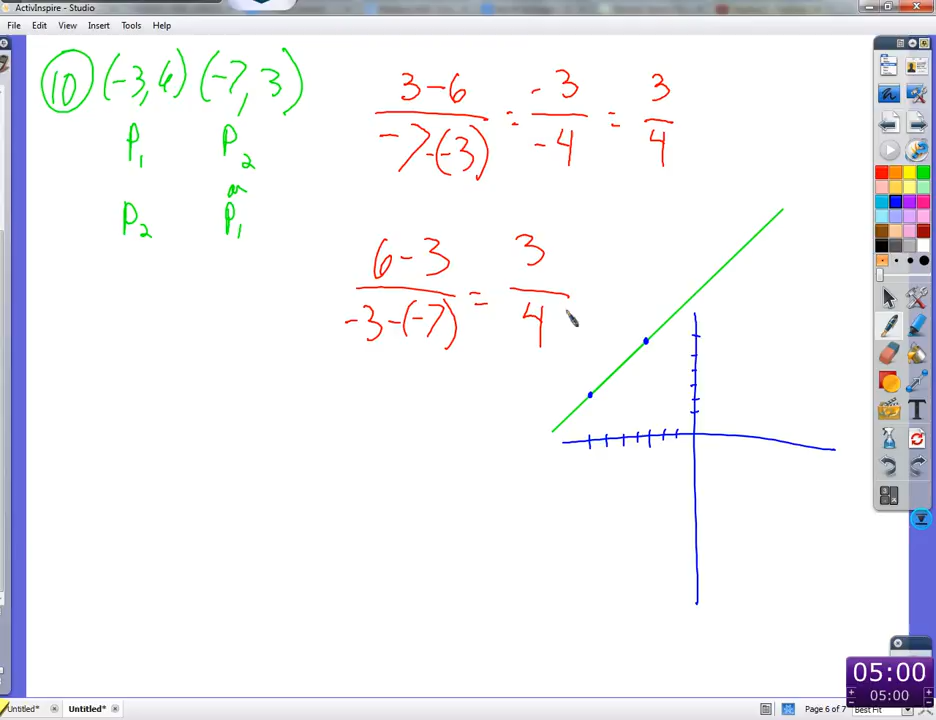 ActivInspire - Studio
File Edit View Insert Tools Help
⑩ (-3,6) (-7,3)
P₁ P₂
or
P₂ P₁
3-6 / -7-(-3) = -3 / -4 = 3 / 4
6-3 / -3-(-7) = 3 / 4
05:00
05:00
Untitled* Untitled*
Page 6 of 7 Best Fit